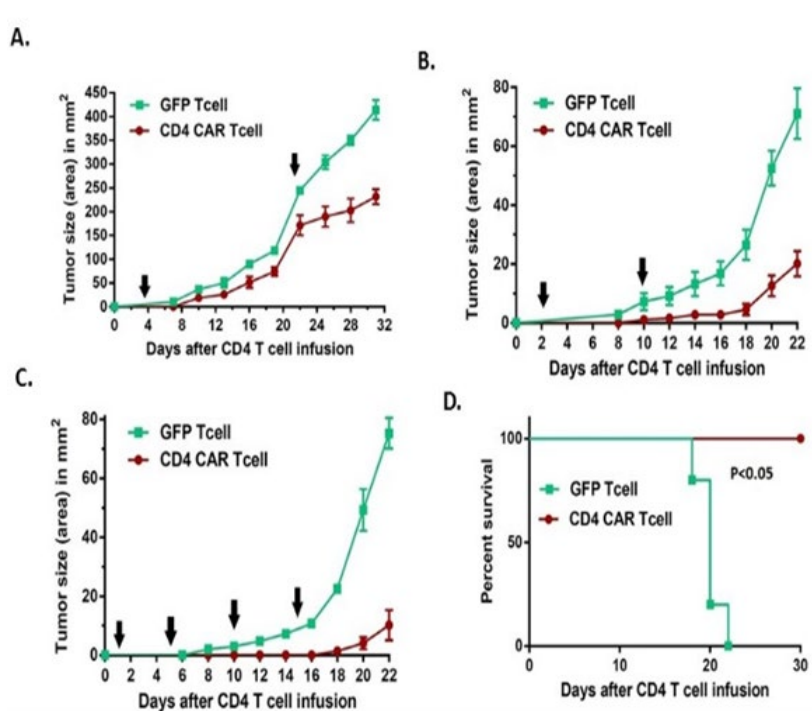 A.
Tumor size (area) in mm²
450
400
350
300
250
200
150
100
50
0
GFP Tcell
CD4 CAR Tcell
0 4 8 12 16 20 24 28 32
Days after CD4 T cell infusion
B.
Tumor size (area) in mm²
80
60
40
20
0
GFP Tcell
CD4 CAR Tcell
0 2 4 6 8 10 12 14 16 18 20 22
Days after CD4 T cell infusion
C.
Tumor size (area) in mm²
80
60
40
20
0
GFP Tcell
CD4 CAR Tcell
0 2 4 6 8 10 12 14 16 18 20 22
Days after CD4 T cell infusion
D.
Percent survival
100
50
0
P<0.05
GFP Tcell
CD4 CAR Tcell
0 10 20 30
Days after CD4 T cell infusion